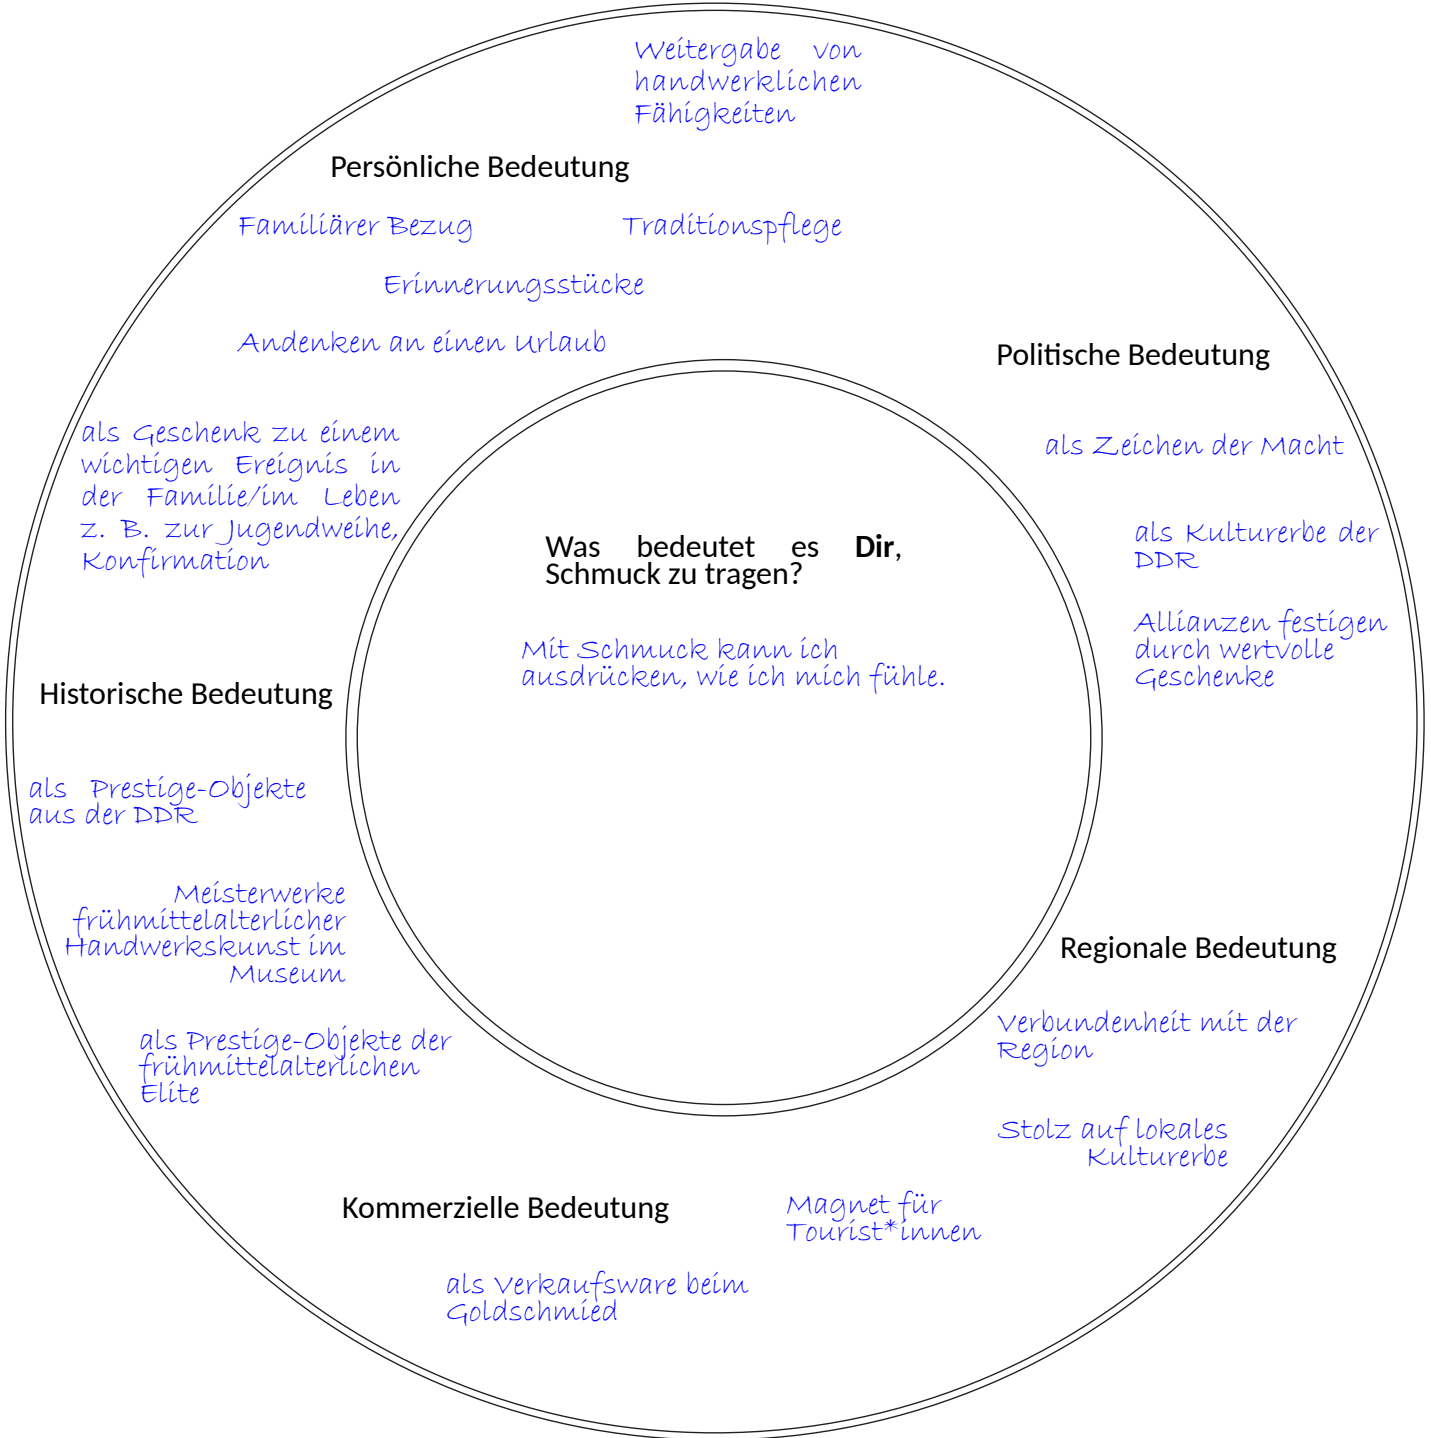 Weitergabe von
handwerklichen
Fähigkeiten
Persönliche Bedeutung
Familiärer Bezug
Traditionspflege
Erinnerungsstücke
Andenken an einen Urlaub
als Geschenk zu einem
wichtigen Ereignis in
der Familie/im Leben
z. B. zur Jugendweihe,
Konfirmation
Politische Bedeutung
als Zeichen der Macht
als Kulturerbe der
DDR
Allianzen festigen
durch wertvolle
Geschenke
Was bedeutet es Dir,
Schmuck zu tragen?
Mit Schmuck kann ich
ausdrücken, wie ich mich fühle.
Historische Bedeutung
als Prestige-Objekte
aus der DDR
Meisterwerke
frühmittelalterlicher
Handwerkskunst im
Museum
als Prestige-Objekte der
frühmittelalterlichen
Elite
Regionale Bedeutung
Verbundenheit mit der
Region
Stolz auf lokales
Kulturerbe
Kommerzielle Bedeutung
Magnet für
Tourist*innen
als Verkaufsware beim
Goldschmied